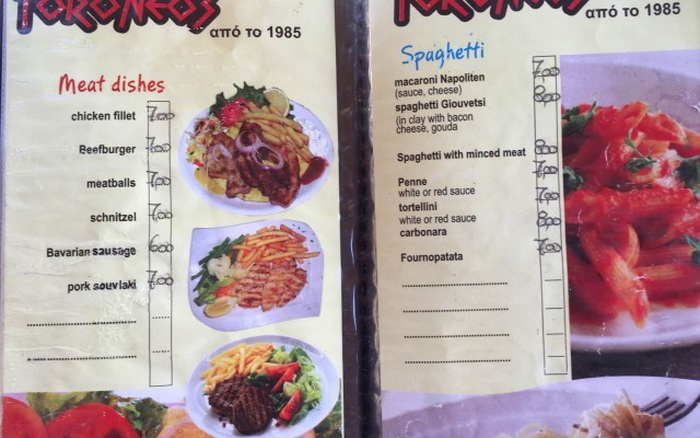 TORONEOS
από το 1985
Meat dishes
chicken fillet 7,00
Beefburger 7,00
meatballs 7,00
schnitzel 7,00
Bavarian sausage 6,00
pork souvlaki 7,00
TORONEOS
από το 1985
Spaghetti
macaroni Napoliten 7,00
(sauce, cheese)
spaghetti Giouvetsi 8,00
(in clay with bacon
cheese, gouda
Spaghetti with minced meat 8,00
Penne 7,00
white or red sauce
tortellini 7,00
white or red sauce 8,00
carbonara
Fournopatata 7,00